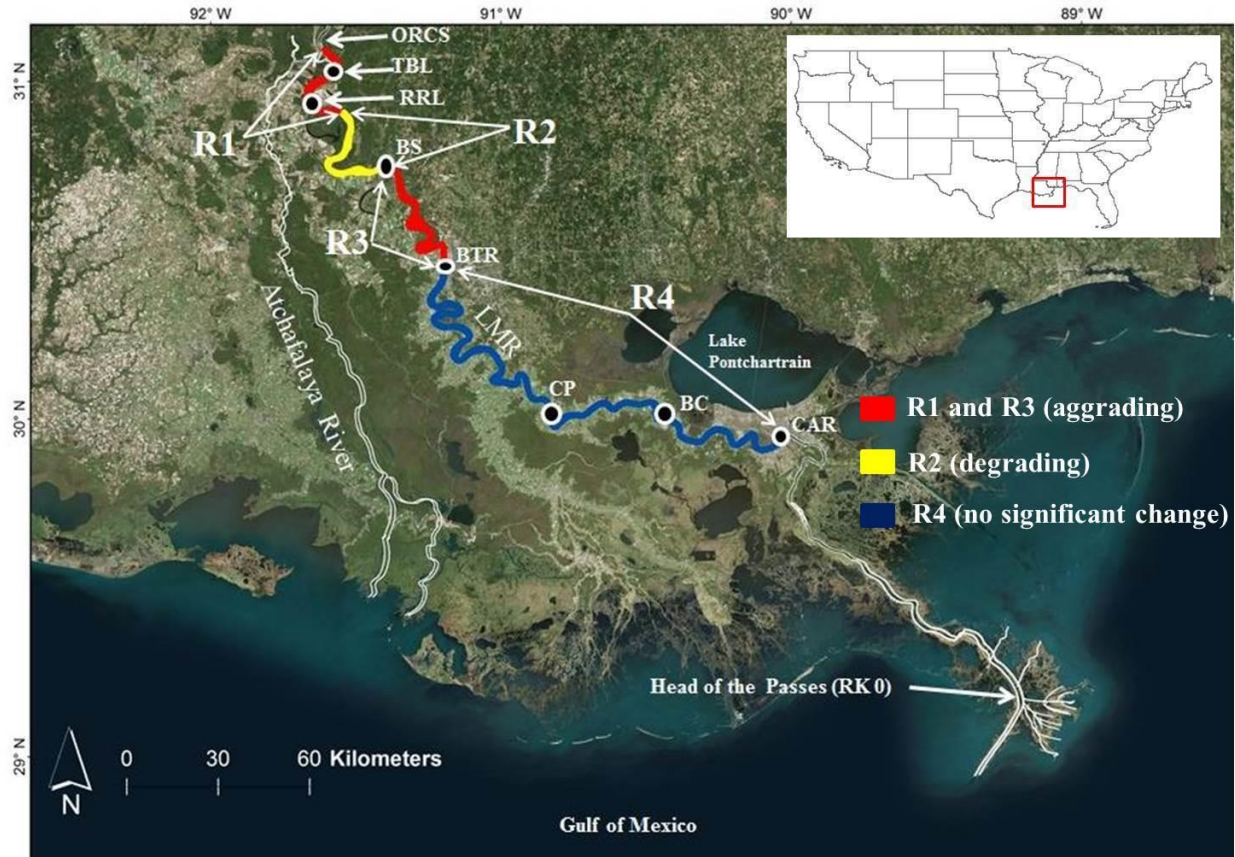 92° W
91° W
90° W
89° W
31° N
30° N
29° N
ORCS
TBL
RRL
R1
R2
BS
R3
BTR
R4
LMR
Atchafalaya River
Lake
Pontchartrain
CP
BC
CAR
R1 and R3 (aggrading)
R2 (degrading)
R4 (no significant change)
Head of the Passes (RK 0)
0 30 60 Kilometers
N
Gulf of Mexico